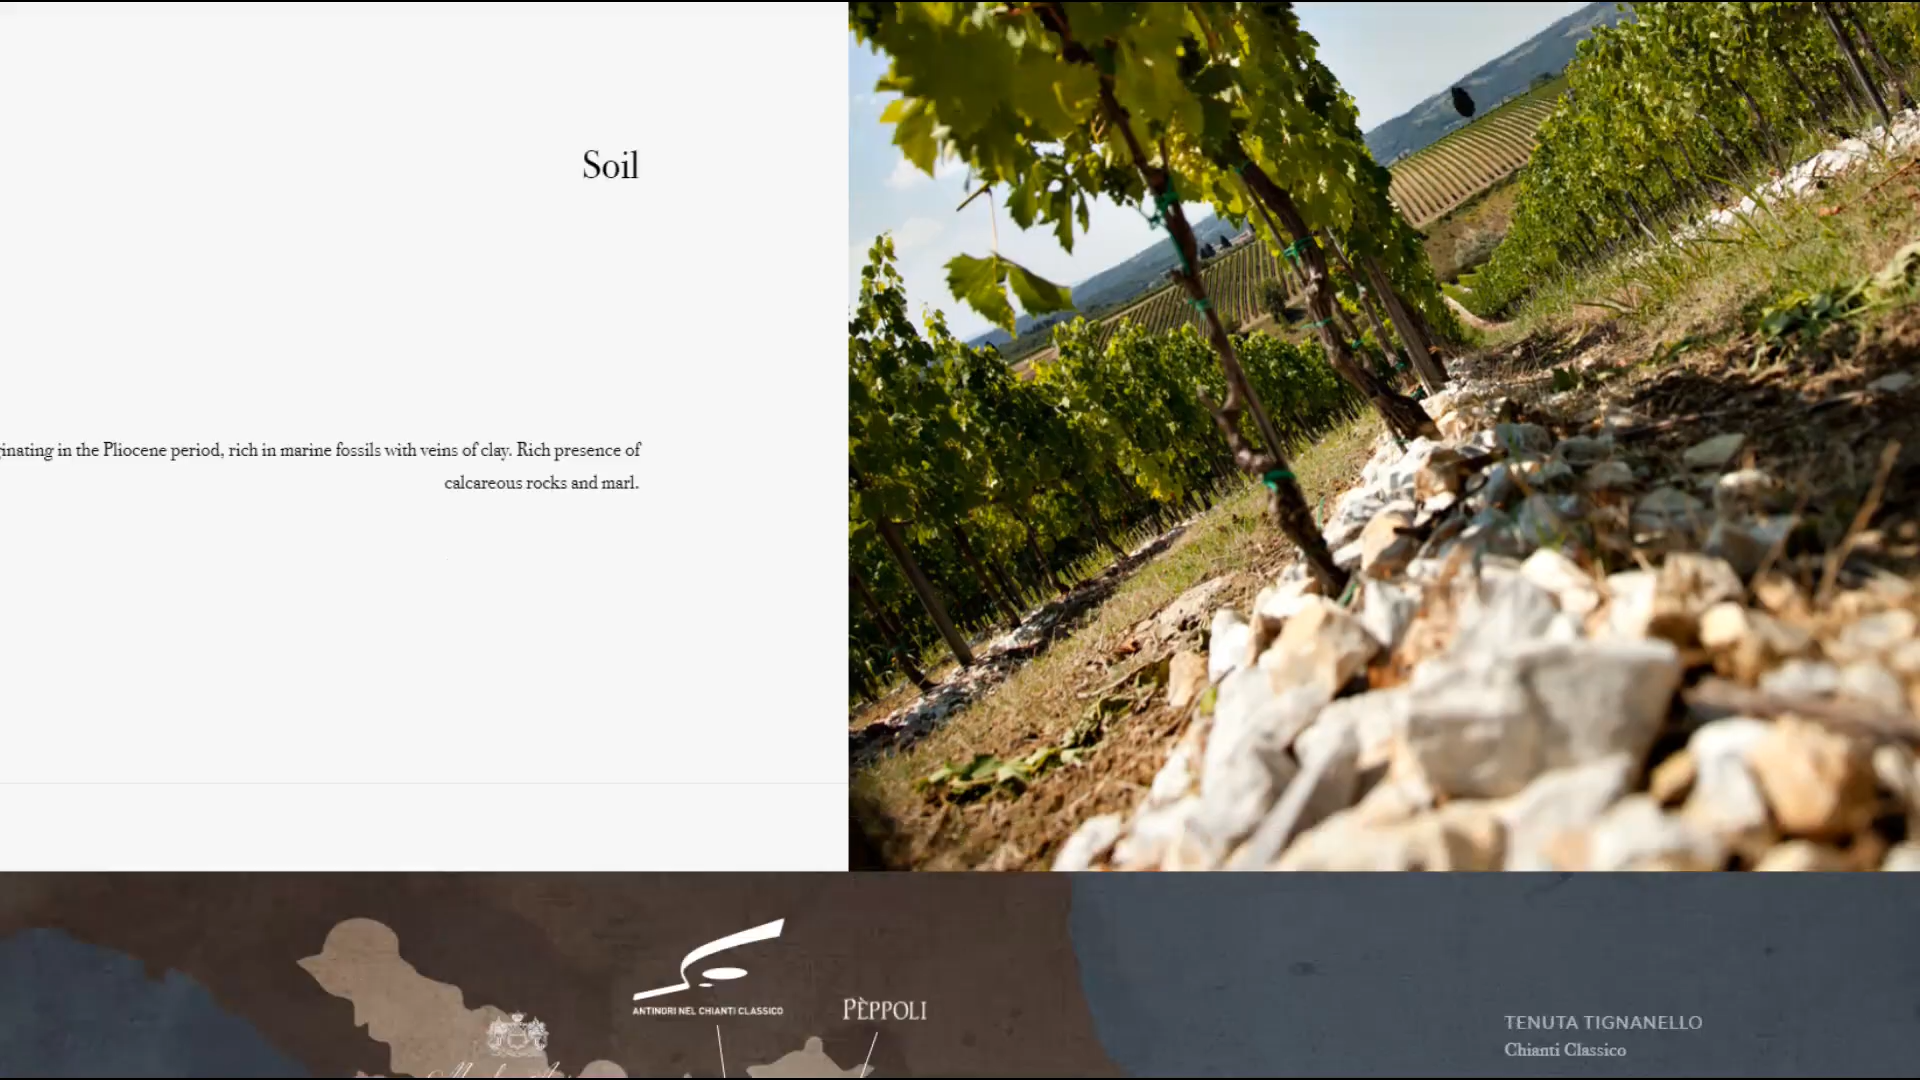 Soil
ginating in the Pliocene period, rich in marine fossils with veins of clay. Rich presence of
calcareous rocks and marl.
ANTINORI NEL CHIANTI CLASSICO
PÈPPOLI
TENUTA TIGNANELLO
Chianti Classico